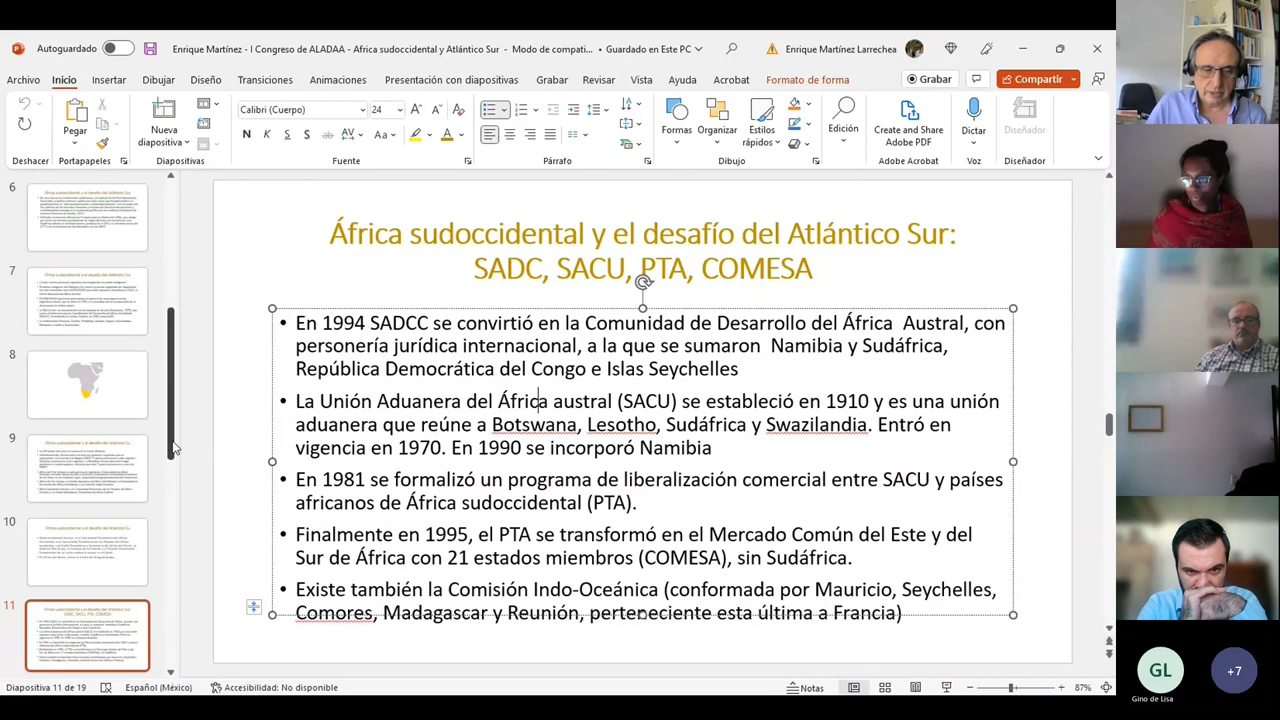 Autoguardado
Enrique Martínez - I Congreso de ALADAA - Africa sudoccidental y Atlántico Sur - Modo de compati... • Guardado en Este PC
Enrique Martínez Larrechea
Archivo Inicio Insertar Dibujar Diseño Transiciones Animaciones Presentación con diapositivas Grabar Revisar Vista Ayuda Acrobat Formato de forma
Grabar
Compartir
Pegar
Nueva
diapositiva
Calibri (Cuerpo) 24
N K S S ab AV Aa
Formas Organizar Estilos
rápidos
Edición
Create and Share
Adobe PDF
Dictar
Diseñador
Deshacer Portapapeles Diapositivas Fuente Párrafo Dibujo Adobe Acrobat Voz Diseñador
6
7
8
9
10
11
África sudoccidental y el desafío del Atlántico Sur:
SADC, SACU, PTA, COMESA
• En 1994 SADCC se convirtió en la Comunidad de Desarrollo del África Austral, con
personería jurídica internacional, a la que se sumaron Namibia y Sudáfrica,
República Democrática del Congo e Islas Seychelles
• La Unión Aduanera del África austral (SACU) se estableció en 1910 y es una unión
aduanera que reúne a Botswana, Lesotho, Sudáfrica y Swazilandia. Entró en
vigencia en 1970. En 1990 se incorporó Namibia
• En 1981 se formalizó un programa de liberalización comercial entre SACU y países
africanos de África sudoccidental (PTA).
• Finalmente en 1995, el PTA se transformó en el Mercado Común del Este y del
Sur de África con 21 estados miembros (COMESA), sin Sudáfrica.
• Existe también la Comisión Indo-Oceánica (conformada por Mauricio, Seychelles,
Comores, Madagascar y Reunión, perteneciente esta última a Francia)
Diapositiva 11 de 19
Español (México)
Accesibilidad: No disponible
Notas
87%
GL
Gino de Lisa
+7